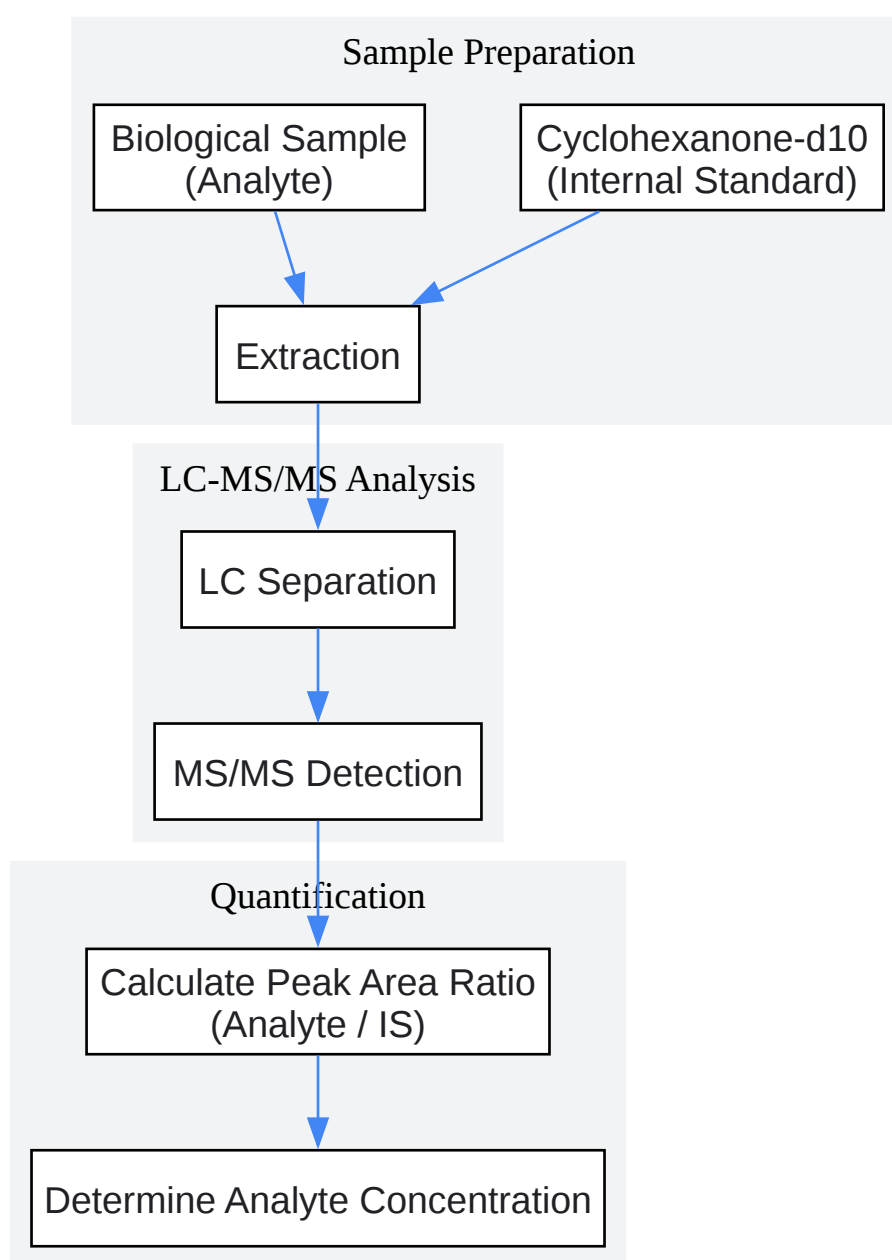 Sample Preparation
Biological Sample
(Analyte)
Cyclohexanone-d10
(Internal Standard)
Extraction
LC-MS/MS Analysis
LC Separation
MS/MS Detection
Quantification
Calculate Peak Area Ratio
(Analyte / IS)
Determine Analyte Concentration